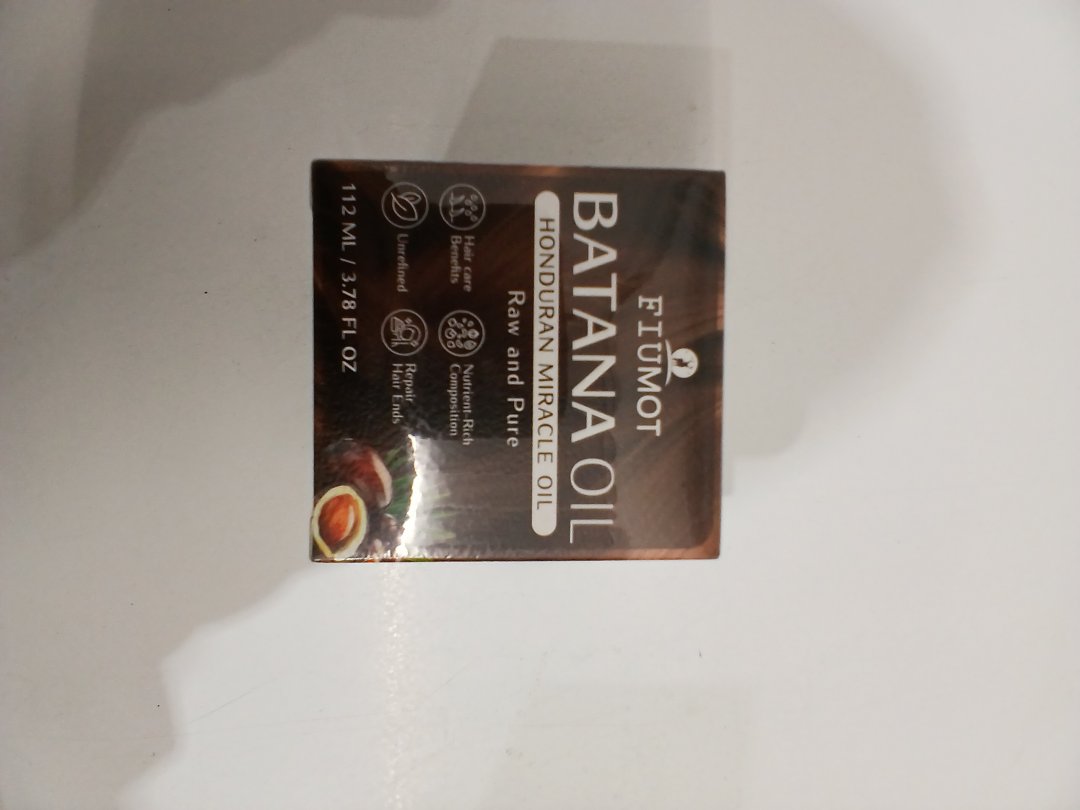 FIUMOT
BATANA OIL
HONDURAN MIRACLE OIL
Raw and Pure
Hair care
Benefits
Nutrient-Rich
Composition
Unrefined
Repair
Hair Ends
112 ML / 3.78 FL OZ